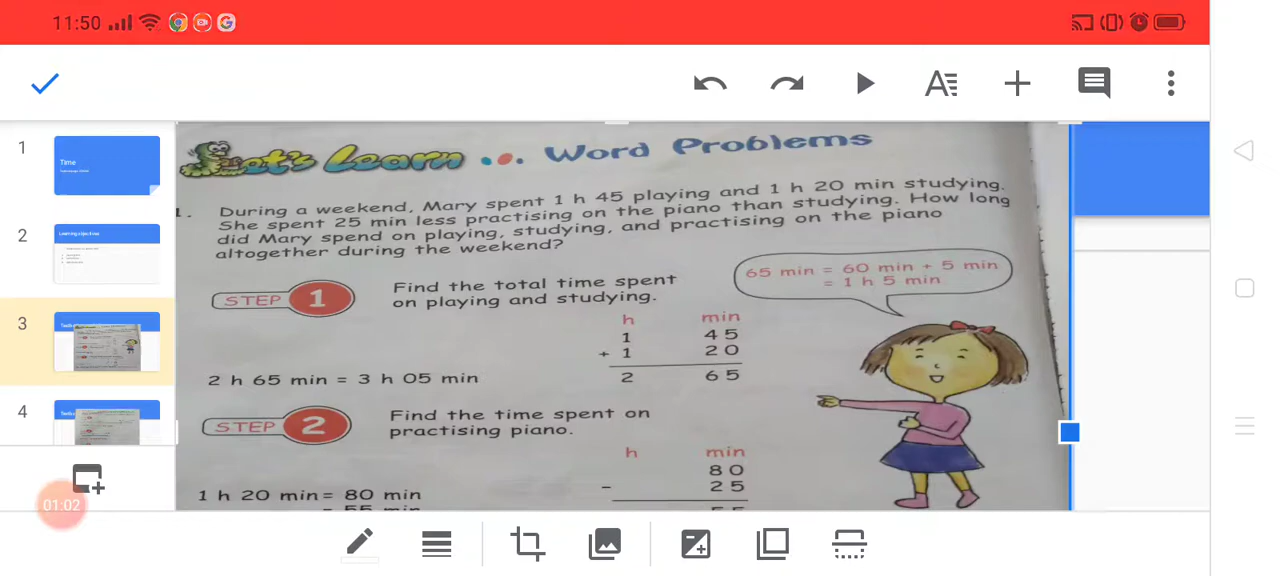 11:50
1
Time
2
Learning objectives
3
4
01:02
Let's Learn Word Problems
1. During a weekend, Mary spent 1 h 45 playing and 1 h 20 min studying.
She spent 25 min less practising on the piano than studying. How long
did Mary spend on playing, studying, and practising on the piano
altogether during the weekend?
65 min = 60 min + 5 min
= 1 h 5 min
STEP 1
Find the total time spent
on playing and studying.
h min
1 45
+ 1 20
2 65
2 h 65 min = 3 h 05 min
STEP 2
Find the time spent on
practising piano.
h min
80
- 25
55
1 h 20 min = 80 min
= 55 min